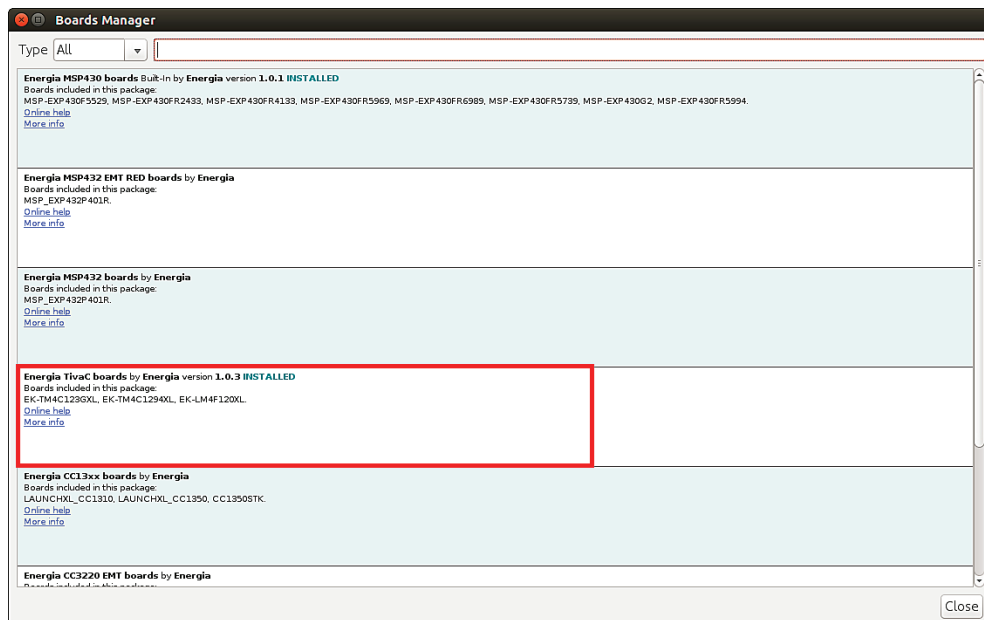 Boards Manager
Type All
Energia MSP430 boards Built-In by Energia version 1.0.1 INSTALLED
Boards included in this package:
MSP-EXP430F5529, MSP-EXP430FR2433, MSP-EXP430FR4133, MSP-EXP430FR5969, MSP-EXP430FR6989, MSP-EXP430FR5739, MSP-EXP430G2, MSP-EXP430FR5994.
Online help
More info
Energia MSP432 EMT RED boards by Energia
Boards included in this package:
MSP_EXP432P401R.
Online help
More info
Energia MSP432 boards by Energia
Boards included in this package:
MSP_EXP432P401R.
Online help
More info
Energia TivaC boards by Energia version 1.0.3 INSTALLED
Boards included in this package:
EK-TM4C123GXL, EK-TM4C1294XL, EK-LM4F120XL.
Online help
More info
Energia CC13xx boards by Energia
Boards included in this package:
LAUNCHXL_CC1310, LAUNCHXL_CC1350, CC1350STK.
Online help
More info
Energia CC3220 EMT boards by Energia
Boards included in this package:
Close